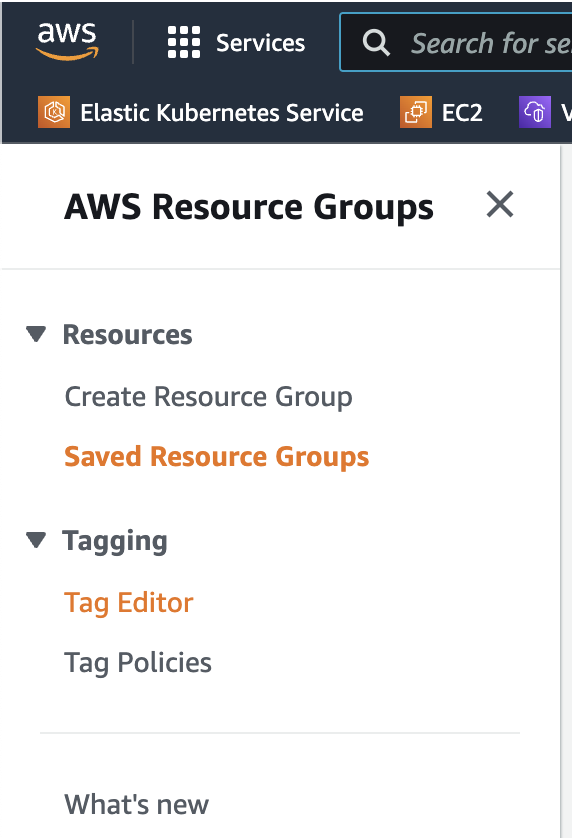 aws Services Search for se
Elastic Kubernetes Service EC2 V
AWS Resource Groups
Resources
Create Resource Group
Saved Resource Groups
Tagging
Tag Editor
Tag Policies
What's new